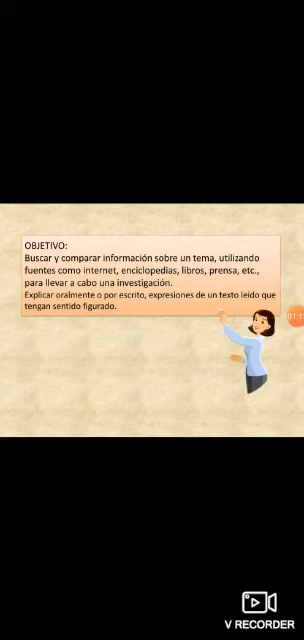 OBJETIVO:
Buscar y comparar información sobre un tema, utilizando
fuentes como internet, enciclopedias, libros, prensa, etc.,
para llevar a cabo una investigación.
Explicar oralmente o por escrito, expresiones de un texto leído que
tengan sentido figurado.
V RECORDER